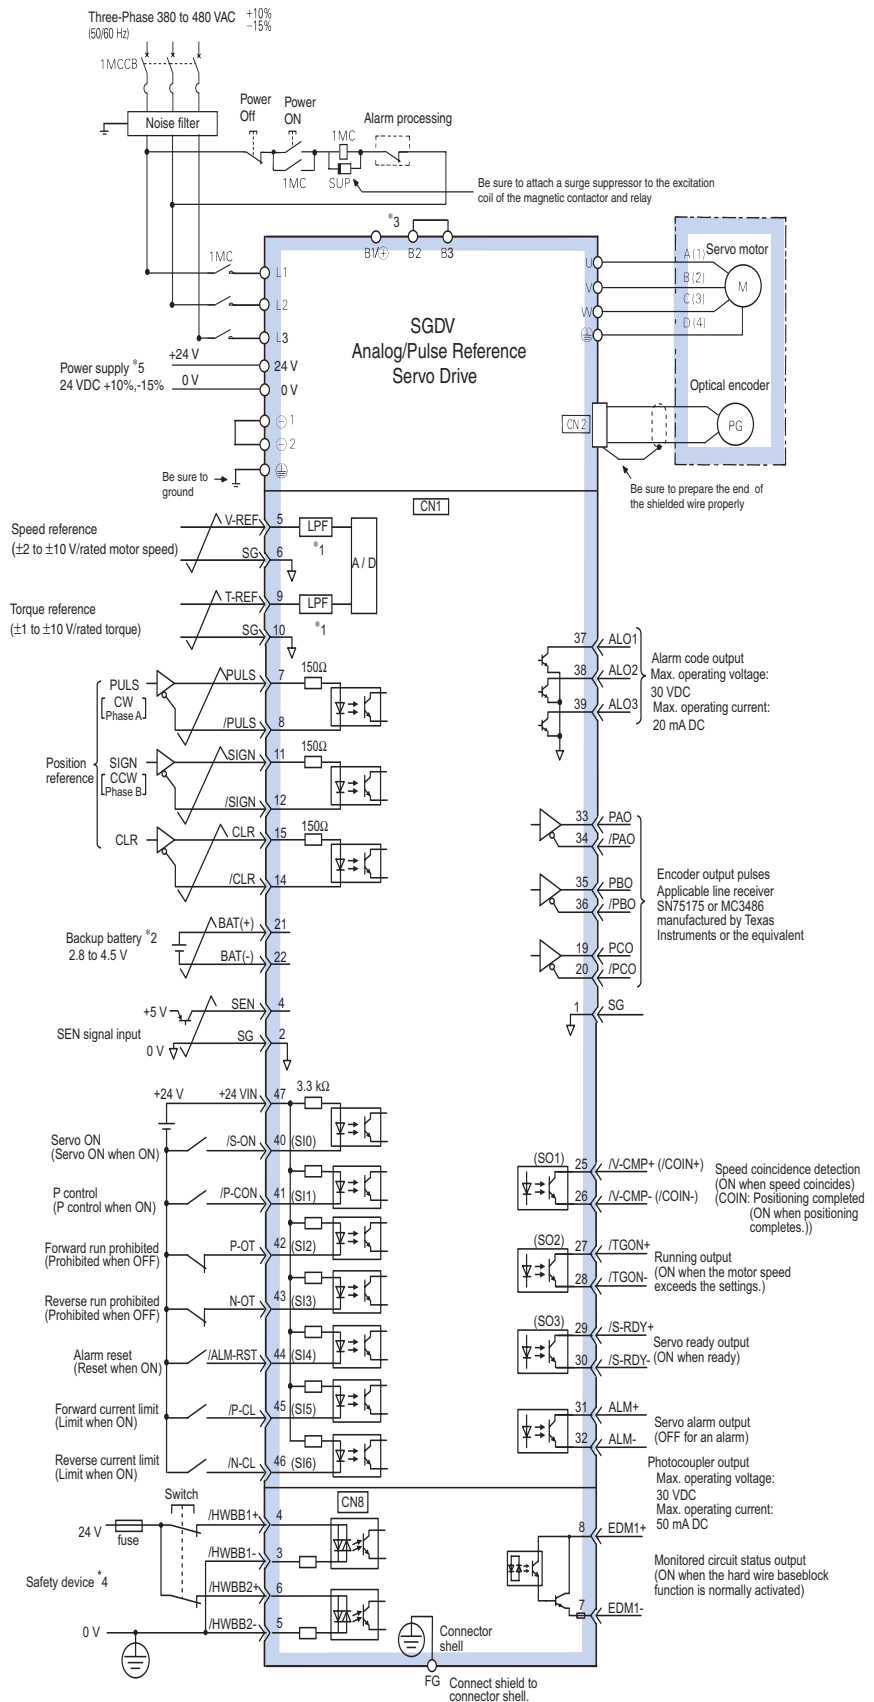 Three-Phase 380 to 480 VAC +10% −15%
(50/60 Hz)
1MCCB
Noise filter
Power Off
Power ON
1MC
Alarm processing
1MC
SUP
Be sure to attach a surge suppressor to the excitation
coil of the magnetic contactor and relay
*3
B1/⊕
B2
B3
1MC
L1
L2
L3
+24 V
24 V
Power supply *5
24 VDC +10%,-15%
0 V
0 V
⊖ 1
⊖ 2
Be sure to
ground
SGDV
Analog/Pulse Reference
Servo Drive
U
V
W
A (1)
B (2)
C (3)
D (4)
Servo motor
M
Optical encoder
CN2
PG
Be sure to prepare the end of
the shielded wire properly
CN1
Speed reference
(±2 to ±10 V/rated motor speed)
V-REF 5
SG 6
LPF
*1
A / D
Torque reference
(±1 to ±10 V/rated torque)
T-REF 9
SG 10
LPF
*1
Position
reference
PULS
[CW
Phase A]
PULS 7 150Ω
/PULS 8
SIGN
[CCW
Phase B]
SIGN 11 150Ω
/SIGN 12
CLR
CLR 15 150Ω
/CLR 14
Backup battery *2
2.8 to 4.5 V
BAT(+) 21
BAT(-) 22
SEN signal input
+5 V
SEN 4
0 V
SG 2
+24 V
+24 VIN 47 3.3 kΩ
Servo ON
(Servo ON when ON)
/S-ON 40 (SI0)
P control
(P control when ON)
/P-CON 41 (SI1)
Forward run prohibited
(Prohibited when OFF)
P-OT 42 (SI2)
Reverse run prohibited
(Prohibited when OFF)
N-OT 43 (SI3)
Alarm reset
(Reset when ON)
/ALM-RST 44 (SI4)
Forward current limit
(Limit when ON)
/P-CL 45 (SI5)
Reverse current limit
(Limit when ON)
/N-CL 46 (SI6)
37 ALO1
38 ALO2
39 ALO3
Alarm code output
Max. operating voltage:
30 VDC
Max. operating current:
20 mA DC
33 PAO
34 /PAO
35 PBO
36 /PBO
19 PCO
20 /PCO
Encoder output pulses
Applicable line receiver
SN75175 or MC3486
manufactured by Texas
Instruments or the equivalent
1 SG
(SO1)
25 /V-CMP+ (/COIN+)
26 /V-CMP- (/COIN-)
Speed coincidence detection
(ON when speed coincides)
(COIN: Positioning completed
(ON when positioning
completes.))
(SO2)
27 /TGON+
28 /TGON-
Running output
(ON when the motor speed
exceeds the settings.)
(SO3)
29 /S-RDY+
30 /S-RDY-
Servo ready output
(ON when ready)
31 ALM+
32 ALM-
Servo alarm output
(OFF for an alarm)
Photocoupler output
Max. operating voltage:
30 VDC
Max. operating current:
50 mA DC
CN8
Switch
24 V
fuse
Safety device *4
0 V
/HWBB1+ 4
/HWBB1- 3
/HWBB2+ 6
/HWBB2- 5
8 EDM1+
7 EDM1-
Monitored circuit status output
(ON when the hard wire baseblock
function is normally activated)
Connector
shell
FG
Connect shield to
connector shell.